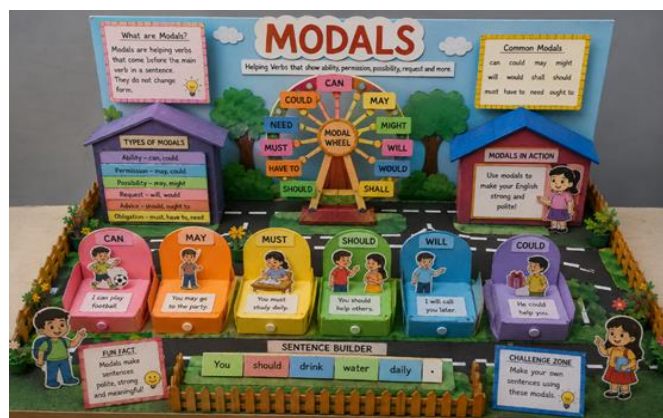 MODALS
Helping Verbs that show ability, permission, possibility, request and more.
What are Modals?
Modals are helping verbs
that come before the main
verb in a sentence.
They do not change
form.
Common Modals
can could may might
will would shall should
must have to need ought to
CAN
COULD
MAY
NEED
MIGHT
MUST
WILL
HAVE TO
WOULD
SHOULD
SHALL
MODAL
WHEEL
TYPES OF MODALS
Ability – can, could
Permission – may, could
Possibility – may, might
Request – will, would
Advice – should, ought to
Obligation – must, have to, need
MODALS IN ACTION
Use modals to
make your English
strong and
polite!
CAN
I can play
football.
MAY
You may go
to the party.
MUST
You must
study daily.
SHOULD
You should
help others.
WILL
I will call
you later.
COULD
He could
help you.
FUN FACT
Modals make
sentences
polite, strong
and meaningful!
SENTENCE BUILDER
You should drink water daily .
CHALLENGE ZONE
Make your own
sentences using
these modals.